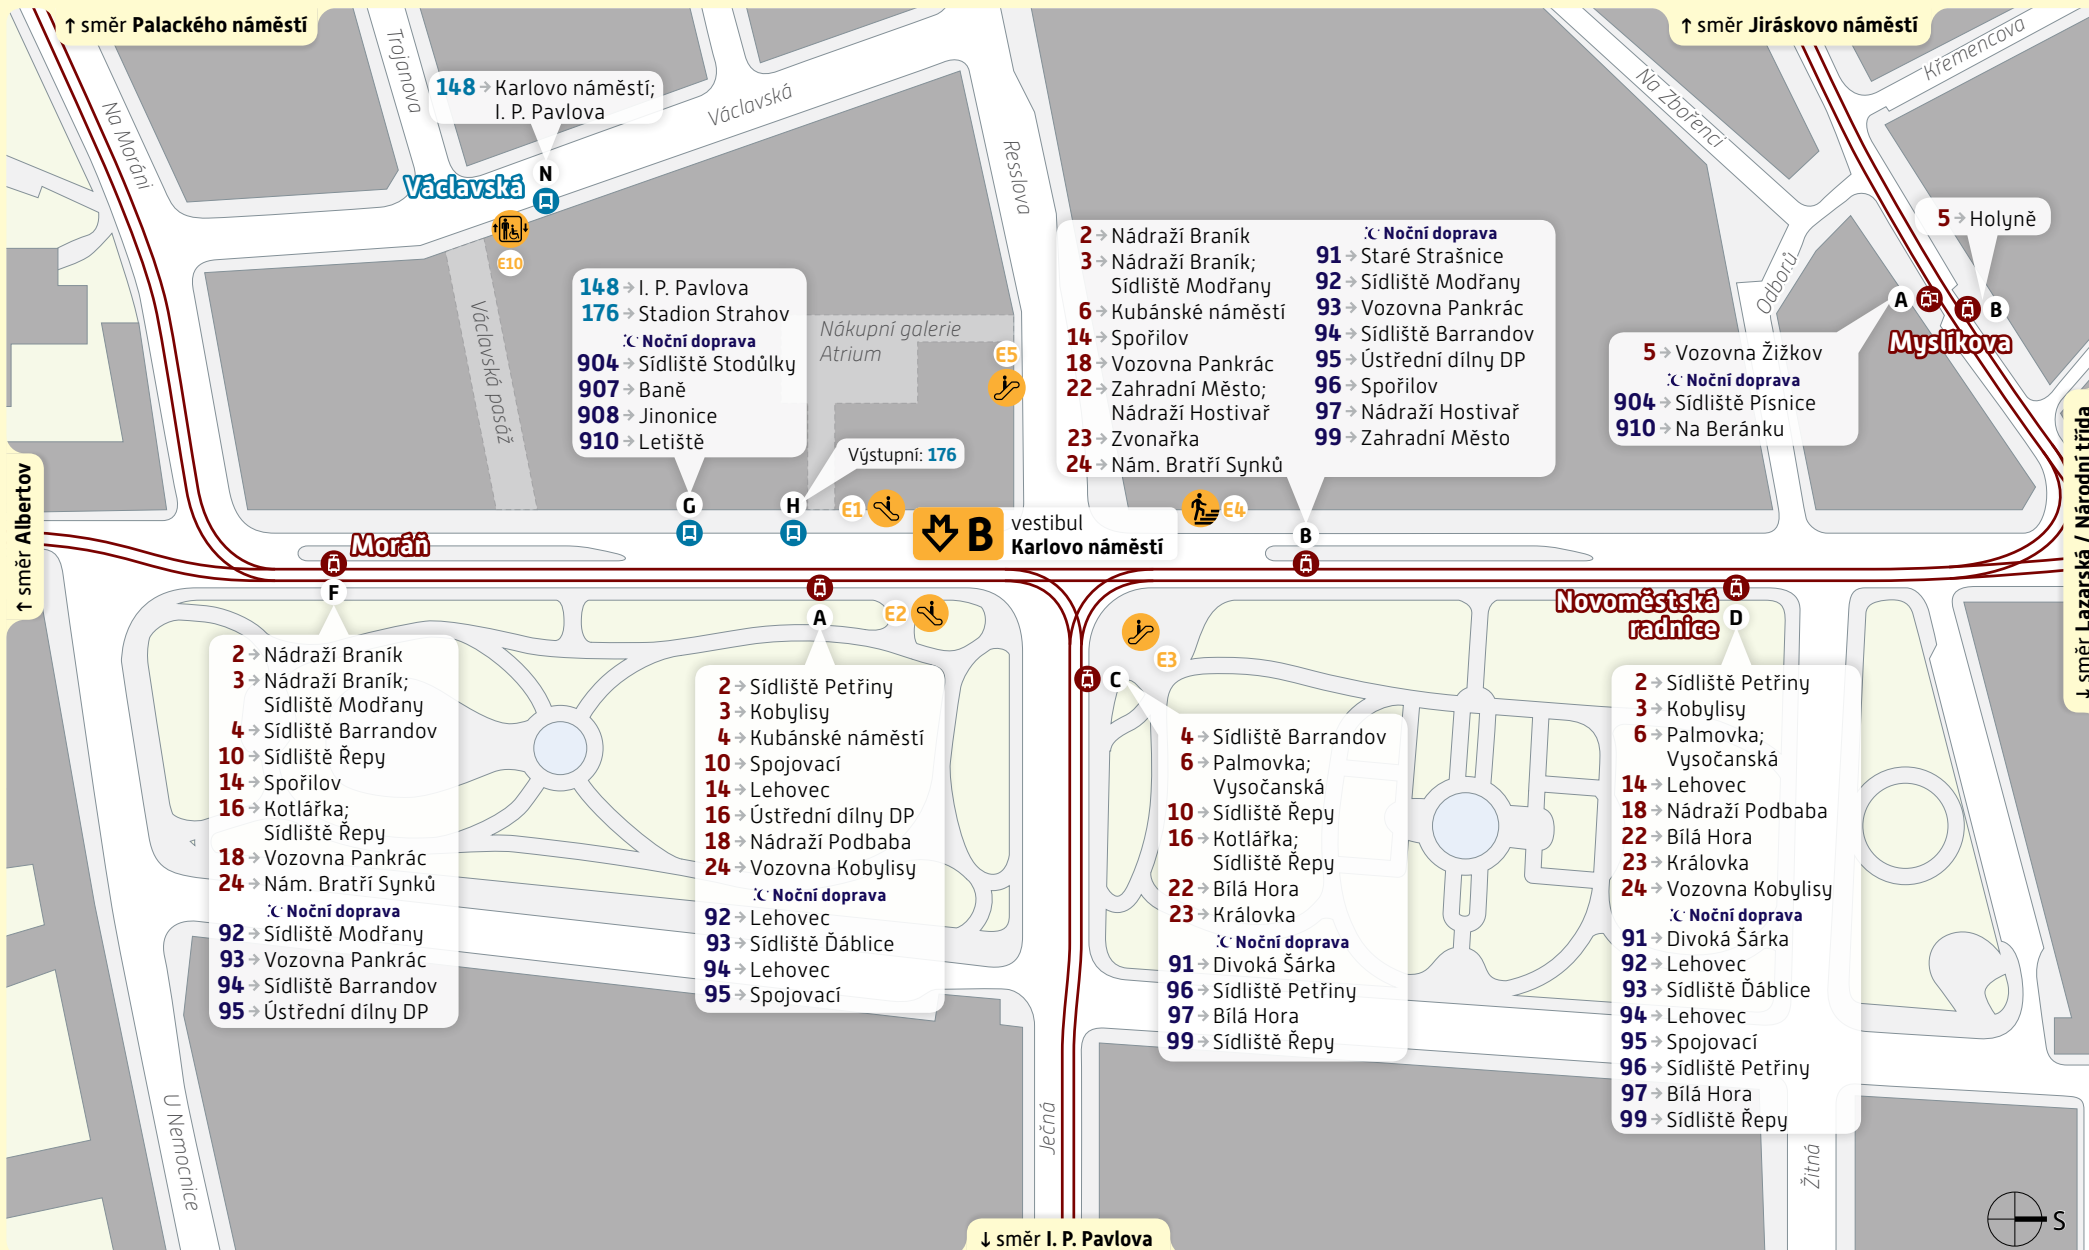 ↑ směr Palackého náměstí
↑ směr Jiráskovo náměstí
Trojanova
Na Moráni
148 → Karlovo náměstí;
I. P. Pavlova
Václavská
Resslova
Na Zbořenci
Křemencova
N
Václavská
E10
Václavská pasáž
148 → I. P. Pavlova
176 → Stadion Strahov
Noční doprava
904 → Sídliště Stodůlky
907 → Baně
908 → Jinonice
910 → Letiště
Nákupní galerie
Atrium
E5
2 → Nádraží Braník
3 → Nádraží Braník;
Sídliště Modřany
6 → Kubánské náměstí
14 → Spořilov
18 → Vozovna Pankrác
22 → Zahradní Město;
Nádraží Hostivař
23 → Zvonařka
24 → Nám. Bratří Synků
Noční doprava
91 → Staré Strašnice
92 → Sídliště Modřany
93 → Vozovna Pankrác
94 → Sídliště Barrandov
95 → Ústřední dílny DP
96 → Spořilov
97 → Nádraží Hostivař
99 → Zahradní Město
Odborů
5 → Holyně
A
B
Myslíkova
5 → Vozovna Žižkov
Noční doprava
904 → Sídliště Písnice
910 → Na Beránku
Výstupní: 176
G
H
E1
B
vestibul
Karlovo náměstí
E4
B
↑ směr Albertov
↓ směr Lazarská / Národní třída
Moráň
F
A
E2
E3
C
Novoměstská
radnice
D
2 → Nádraží Braník
3 → Nádraží Braník;
Sídliště Modřany
4 → Sídliště Barrandov
10 → Sídliště Řepy
14 → Spořilov
16 → Kotlářka;
Sídliště Řepy
18 → Vozovna Pankrác
24 → Nám. Bratří Synků
Noční doprava
92 → Sídliště Modřany
93 → Vozovna Pankrác
94 → Sídliště Barrandov
95 → Ústřední dílny DP
2 → Sídliště Petřiny
3 → Kobylisy
4 → Kubánské náměstí
10 → Spojovací
14 → Lehovec
16 → Ústřední dílny DP
18 → Nádraží Podbaba
24 → Vozovna Kobylisy
Noční doprava
92 → Lehovec
93 → Sídliště Ďáblice
94 → Lehovec
95 → Spojovací
4 → Sídliště Barrandov
6 → Palmovka;
Vysočanská
10 → Sídliště Řepy
16 → Kotlářka;
Sídliště Řepy
22 → Bílá Hora
23 → Královka
Noční doprava
91 → Divoká Šárka
96 → Sídliště Petřiny
97 → Bílá Hora
99 → Sídliště Řepy
2 → Sídliště Petřiny
3 → Kobylisy
6 → Palmovka;
Vysočanská
14 → Lehovec
18 → Nádraží Podbaba
22 → Bílá Hora
23 → Královka
24 → Vozovna Kobylisy
Noční doprava
91 → Divoká Šárka
92 → Lehovec
93 → Sídliště Ďáblice
94 → Lehovec
95 → Spojovací
96 → Sídliště Petřiny
97 → Bílá Hora
99 → Sídliště Řepy
U Nemocnice
Ječná
Žitná
↓ směr I. P. Pavlova
S